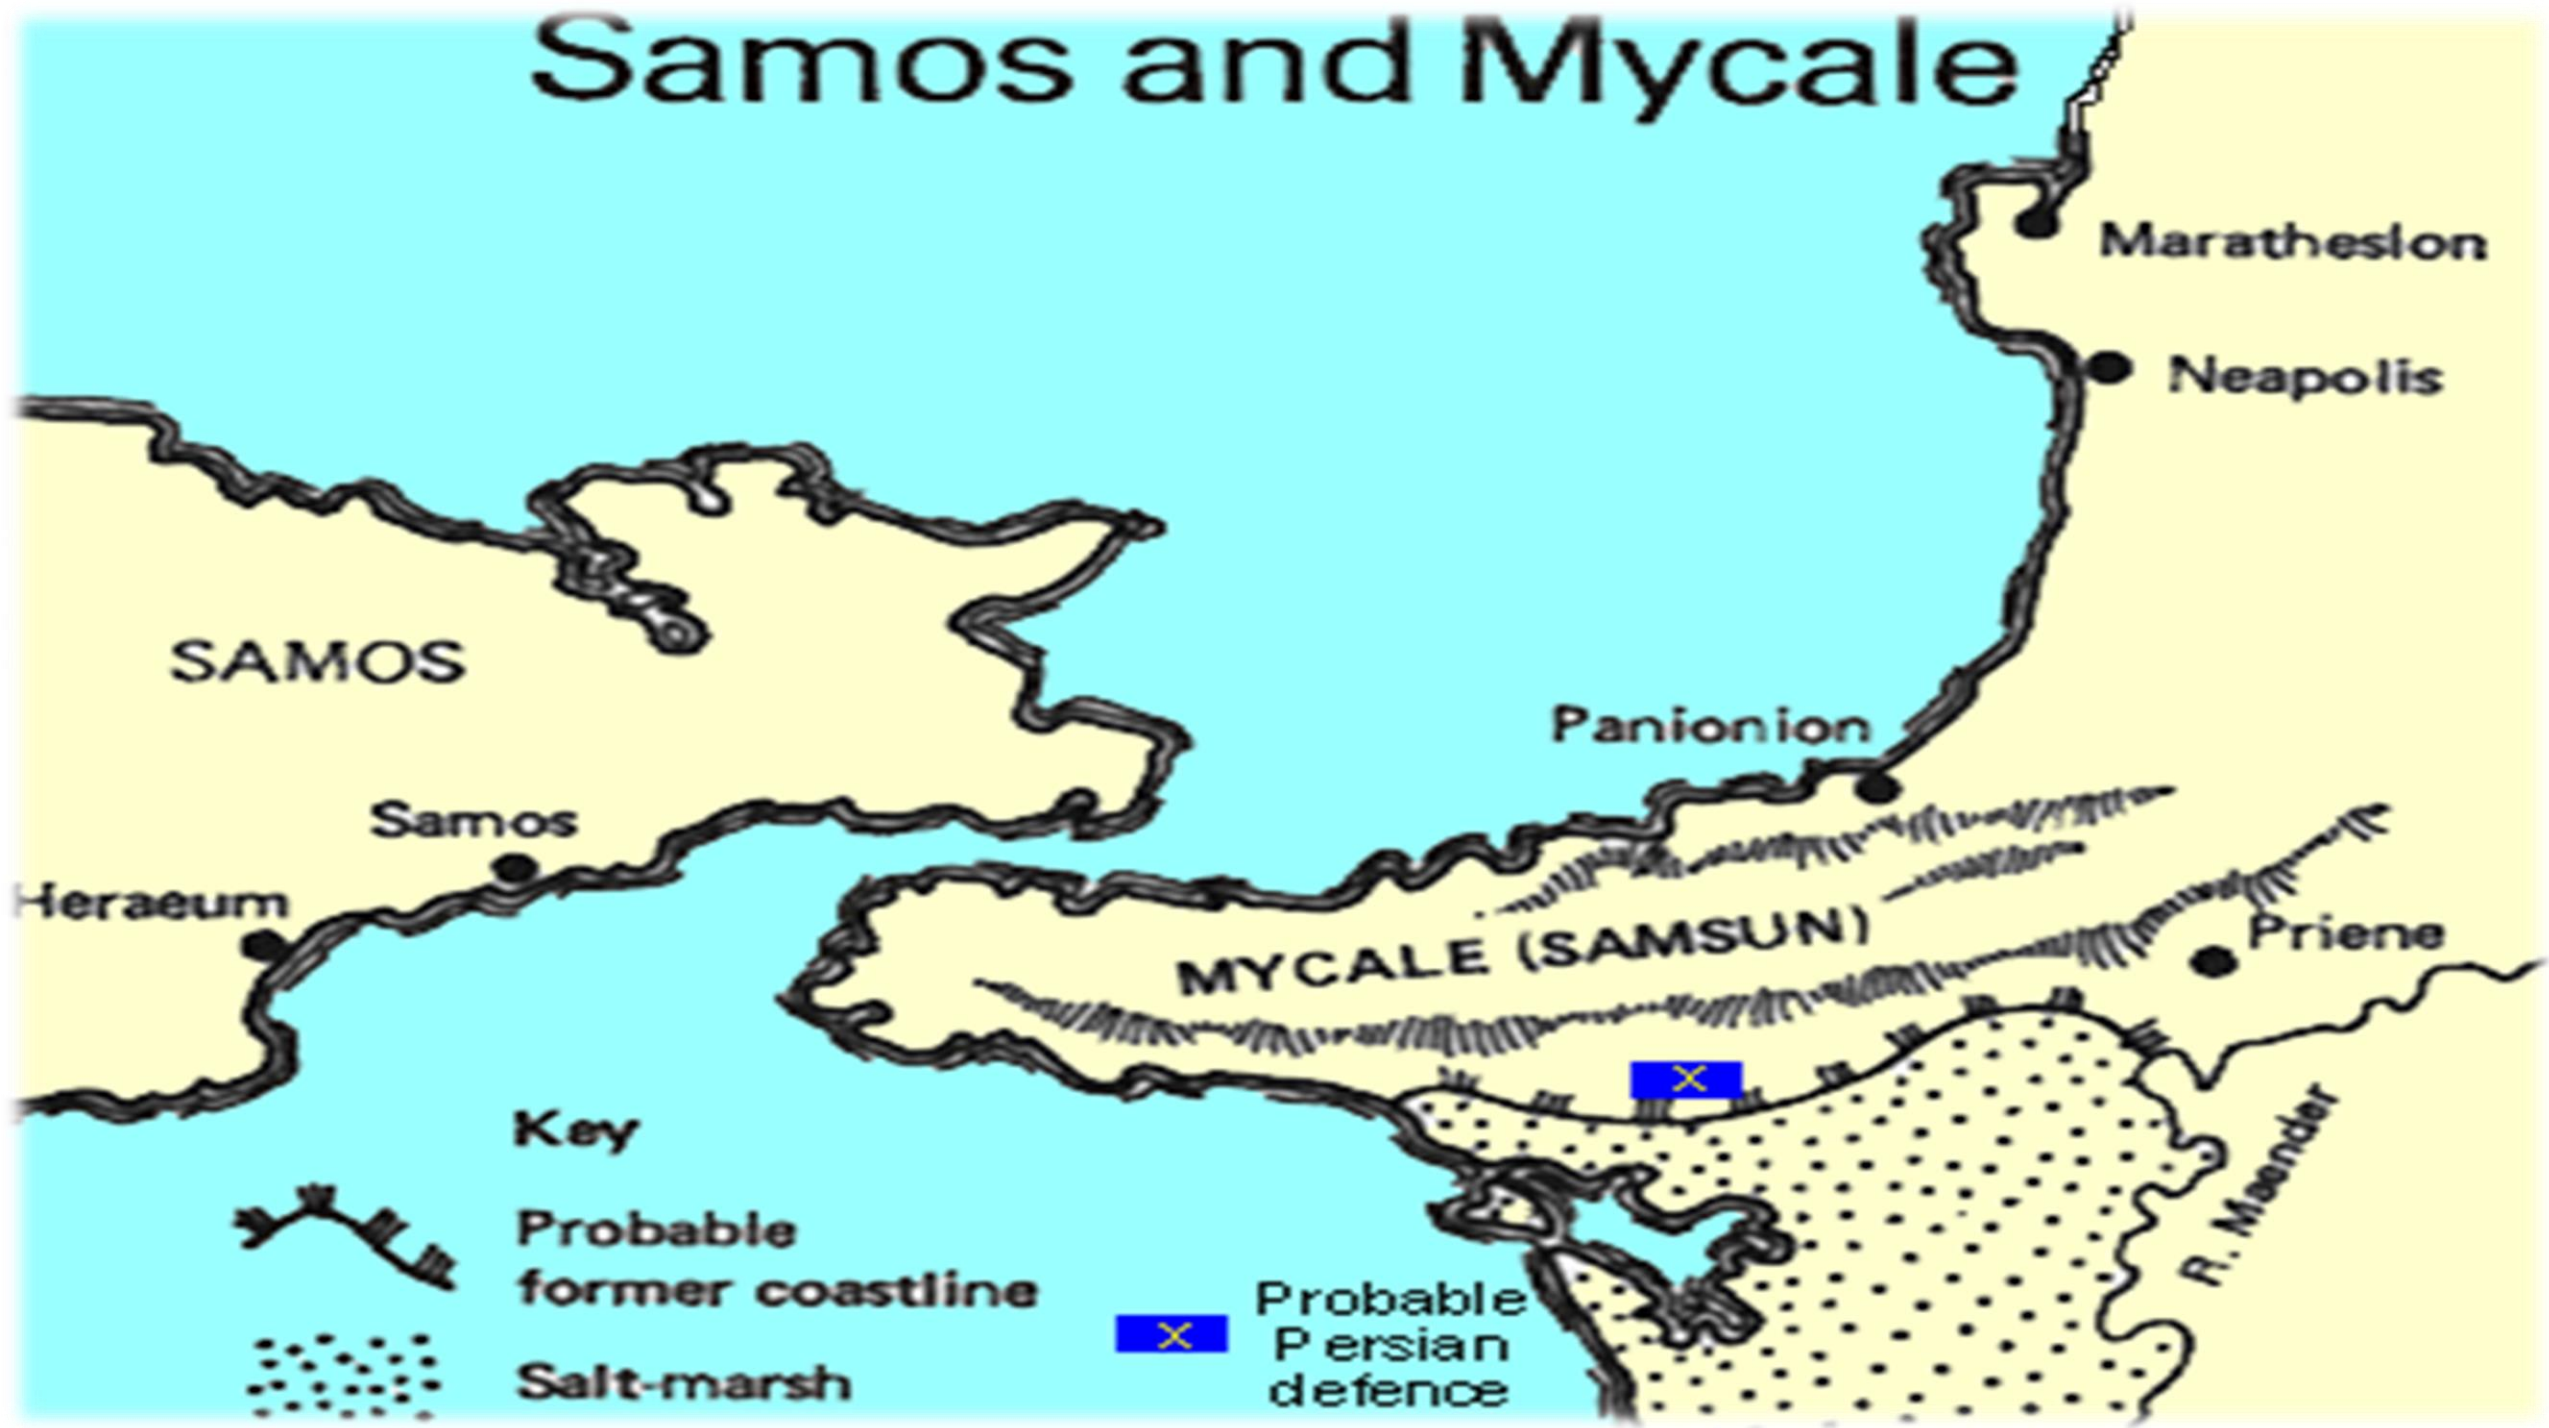 Samos and Mycale
Maratheslon
Neapolis
SAMOS
Panionion
Samos
Heraeum
MYCALE (SAMSUN)
Priene
R. Maender
Key
Probable
former coastline
Salt-marsh
Probable
Persian
defence